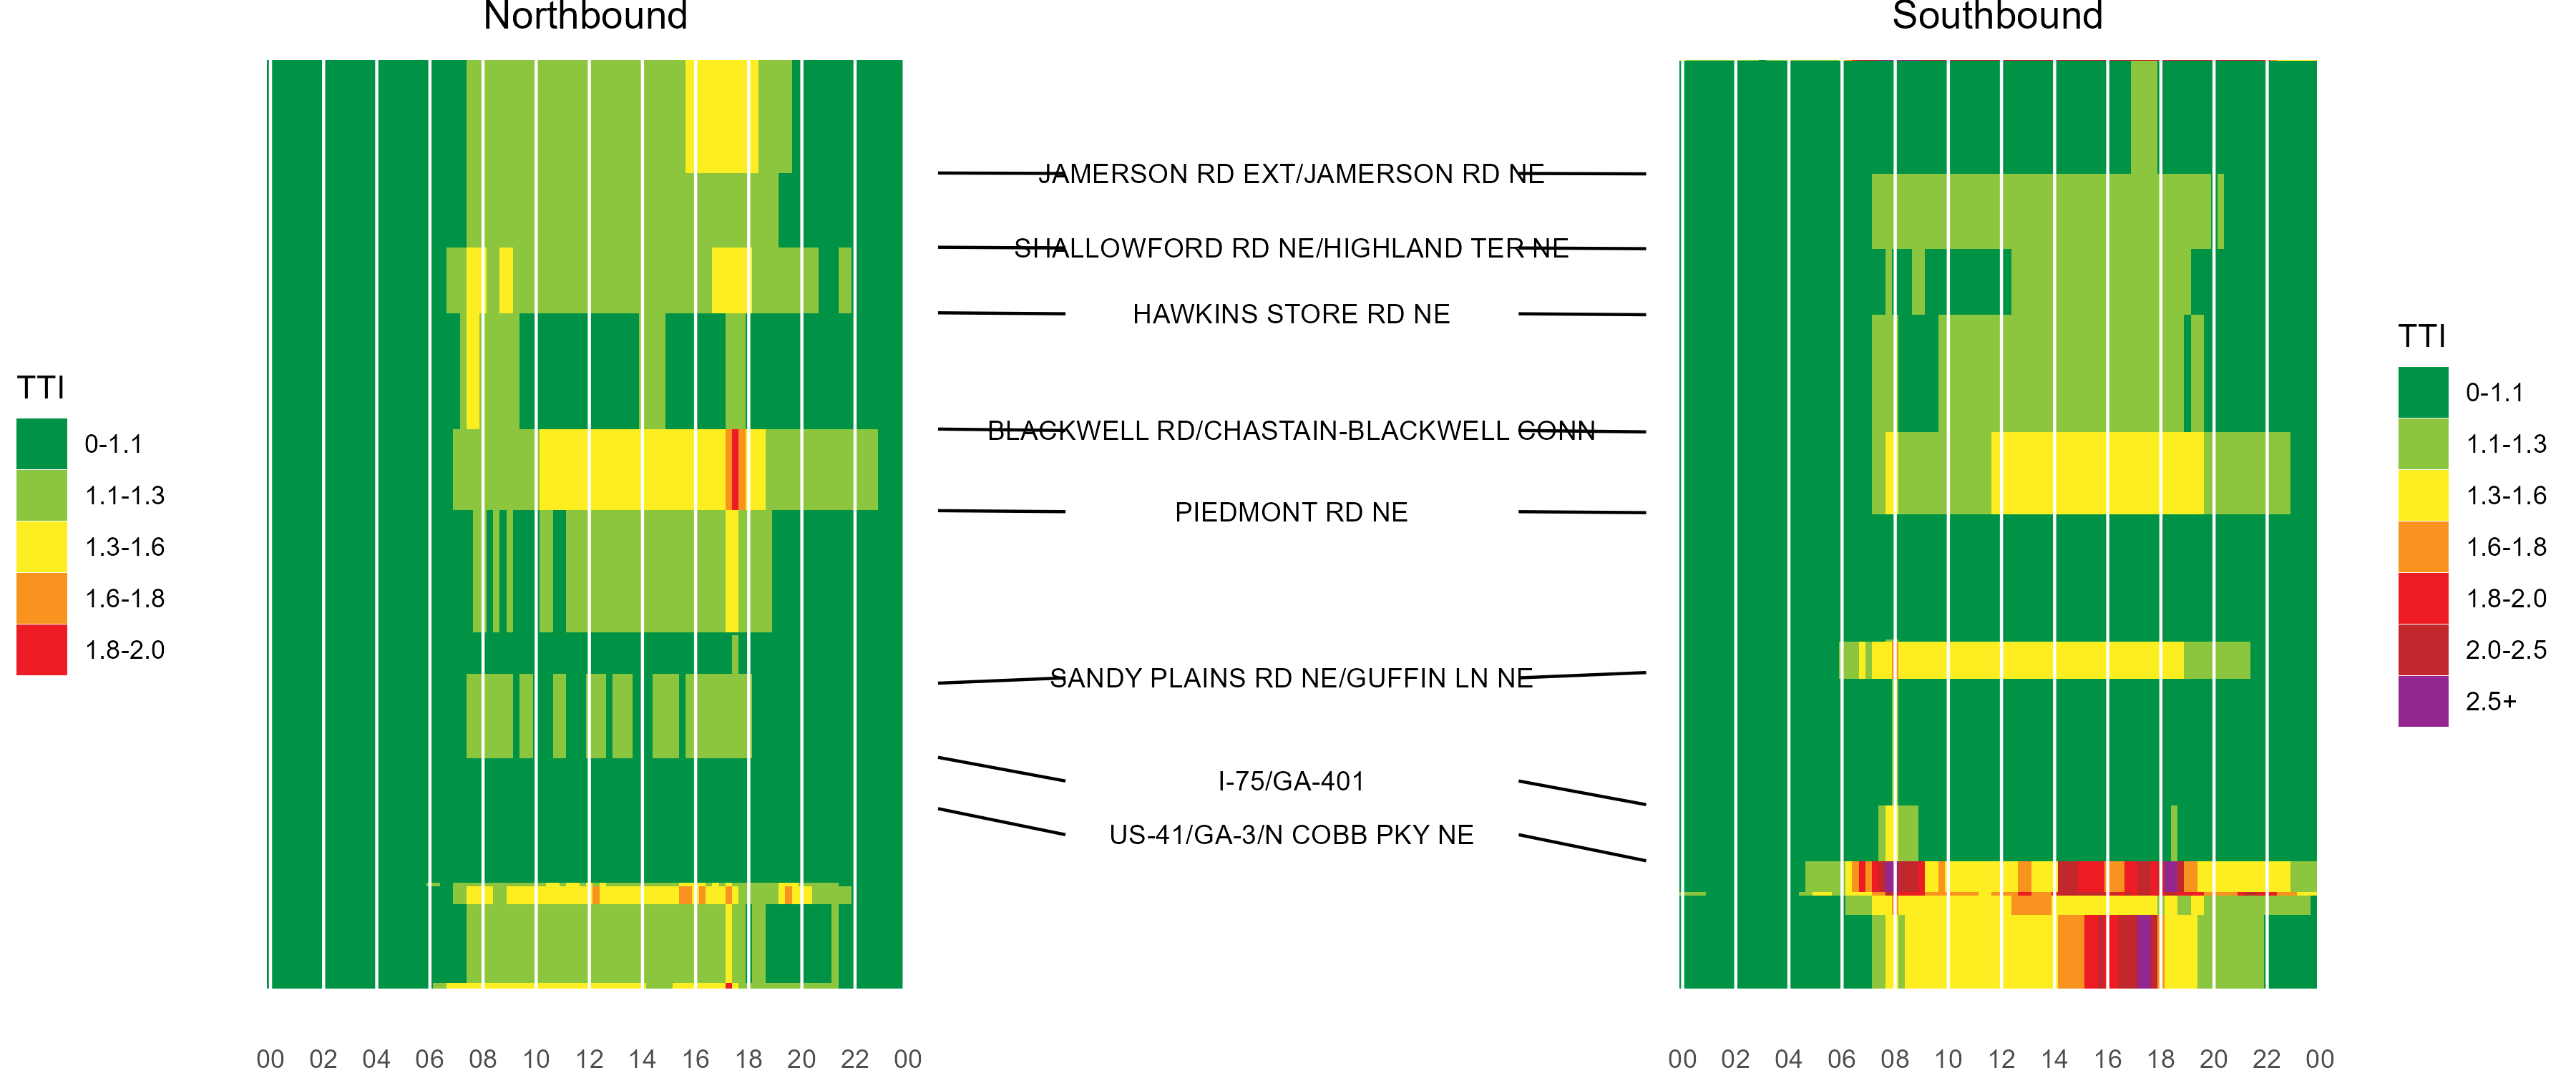 Northbound
Southbound
JAMERSON RD EXT/JAMERSON RD NE
SHALLOWFORD RD NE/HIGHLAND TER NE
HAWKINS STORE RD NE
BLACKWELL RD/CHASTAIN-BLACKWELL CONN
PIEDMONT RD NE
SANDY PLAINS RD NE/GUFFIN LN NE
I-75/GA-401
US-41/GA-3/N COBB PKY NE
TTI
0-1.1
1.1-1.3
1.3-1.6
1.6-1.8
1.8-2.0
TTI
0-1.1
1.1-1.3
1.3-1.6
1.6-1.8
1.8-2.0
2.0-2.5
2.5+
00 02 04 06 08 10 12 14 16 18 20 22 00
00 02 04 06 08 10 12 14 16 18 20 22 00